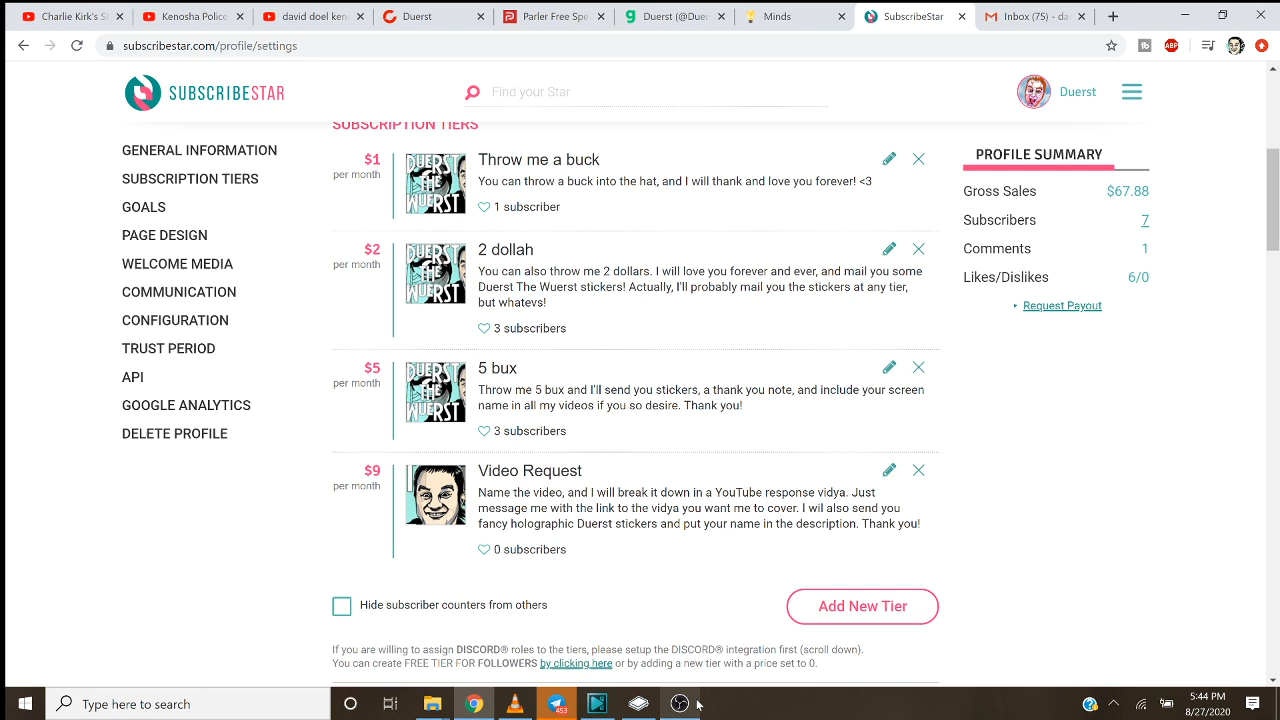 Charlie Kirk's S
Kenosha Police
david doel ken
Duerst
Parler Free Spe
Duerst (@Duer
Minds
SubscribeStar
Inbox (75) - da
subscribestar.com/profile/settings
ABP
SUBSCRIBESTAR
Find your Star
Duerst
SUBSCRIPTION TIERS
GENERAL INFORMATION
SUBSCRIPTION TIERS
GOALS
PAGE DESIGN
WELCOME MEDIA
COMMUNICATION
CONFIGURATION
TRUST PERIOD
API
GOOGLE ANALYTICS
DELETE PROFILE
$1
per month
DUERST THE WUERST
Throw me a buck
You can throw a buck into the hat, and I will thank and love you forever! <3
1 subscriber
$2
per month
DUERST THE WUERST
2 dollah
You can also throw me 2 dollars. I will love you forever and ever, and mail you some
Duerst The Wuerst stickers! Actually, I'll probably mail you the stickers at any tier,
but whatevs!
3 subscribers
$5
per month
DUERST THE WUERST
5 bux
Throw me 5 bux and I'll send you stickers, a thank you note, and include your screen
name in all my videos if you so desire. Thank you!
3 subscribers
$9
per month
Video Request
Name the video, and I will break it down in a YouTube response vidya. Just
message me with the link to the vidya you want me to cover. I wil also send you
fancy holographic Duerst stickers and put your name in the description. Thank you!
0 subscribers
Hide subscriber counters from others
Add New Tier
If you are willing to assign DISCORD® roles to the tiers, please setup the DISCORD® integration first (scroll down).
You can create FREE TIER FOR FOLLOWERS by clicking here or by adding a new tier with a price set to 0.
PROFILE SUMMARY
Gross Sales $67.88
Subscribers 7
Comments 1
Likes/Dislikes 6/0
Request Payout
Type here to search
5:44 PM
8/27/2020